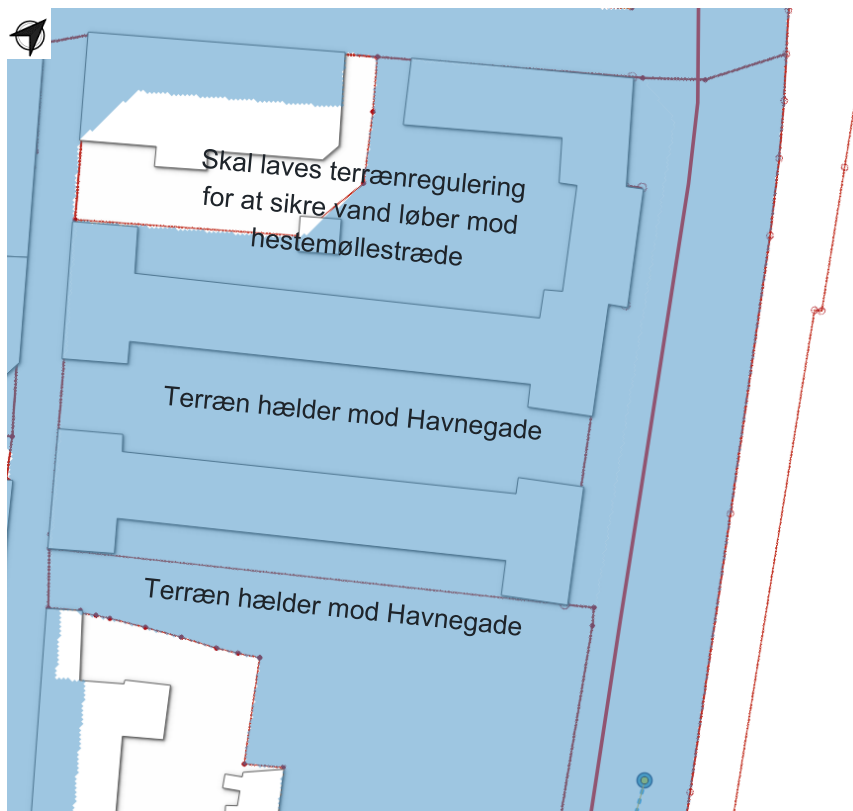 Skal laves terrænregulering
for at sikre vand løber mod
hestemøllestræde
Terræn hælder mod Havnegade
Terræn hælder mod Havnegade